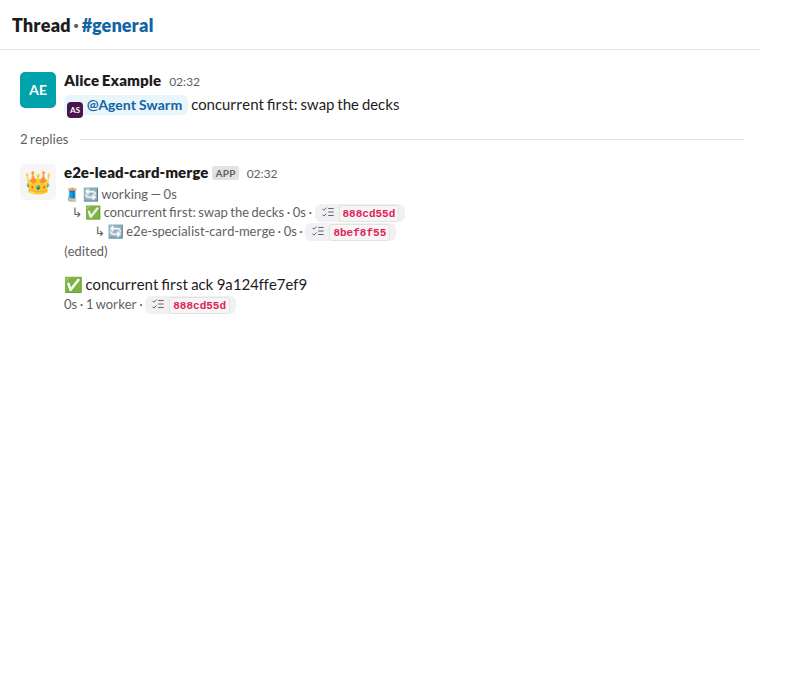 Thread · #general
AE
Alice Example 02:32
AS @Agent Swarm concurrent first: swap the decks
2 replies
e2e-lead-card-merge APP 02:32
🧵 🔄 working — 0s
↳ ✅ concurrent first: swap the decks · 0s · 888cd55d
↳ 🔄 e2e-specialist-card-merge · 0s · 8bef8f55
(edited)
✅ concurrent first ack 9a124ffe7ef9
0s · 1 worker · 888cd55d